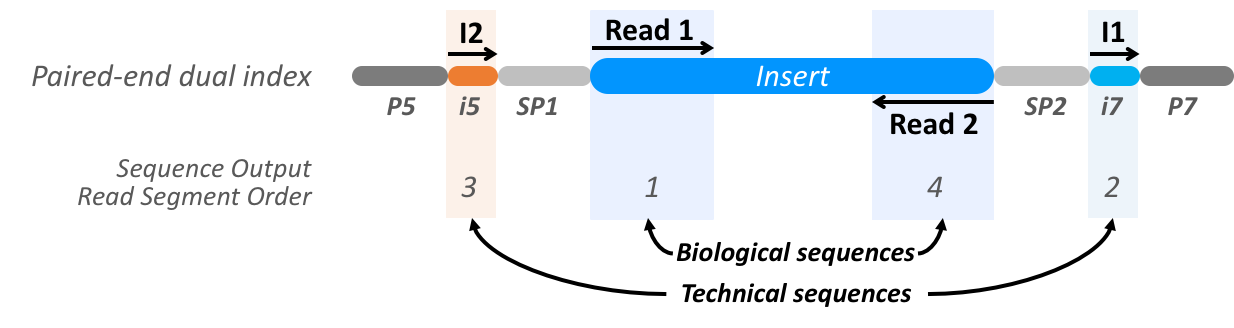 I2
Read 1
I1
Paired-end dual index
Insert
P5
i5
SP1
SP2
i7
P7
Read 2
Sequence Output
Read Segment Order
3
1
4
2
Biological sequences
Technical sequences